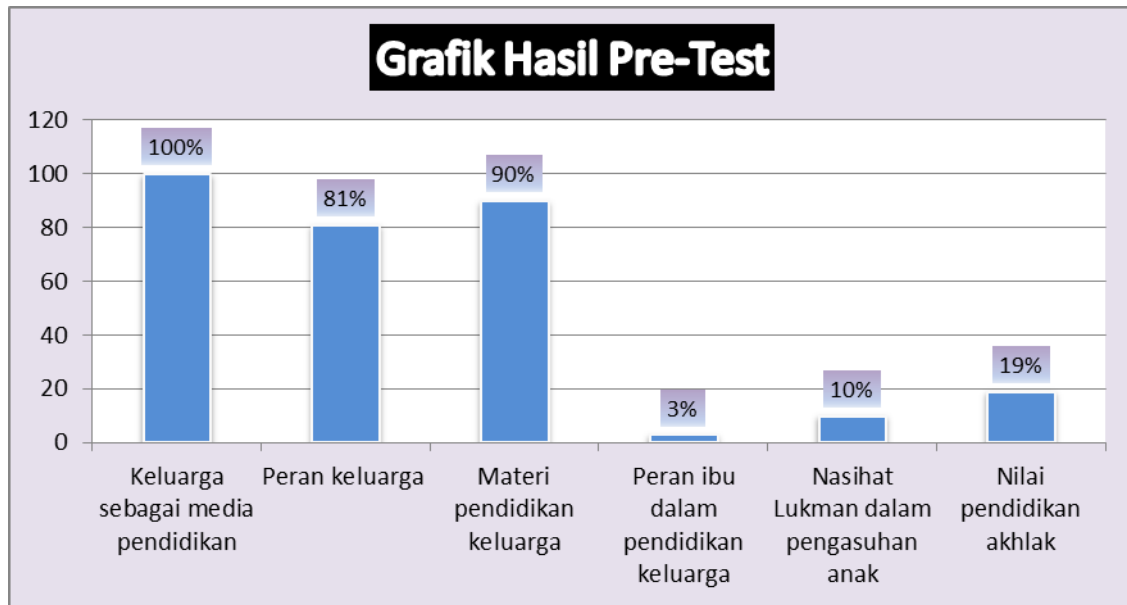 Grafik Hasil Pre-Test
120
100
80
60
40
20
0
100%
81%
90%
3%
10%
19%
Keluarga
sebagai media
pendidikan
Peran keluarga
Materi
pendidikan
keluarga
Peran ibu
dalam
pendidikan
keluarga
Nasihat
Lukman dalam
pengasuhan
anak
Nilai
pendidikan
akhlak